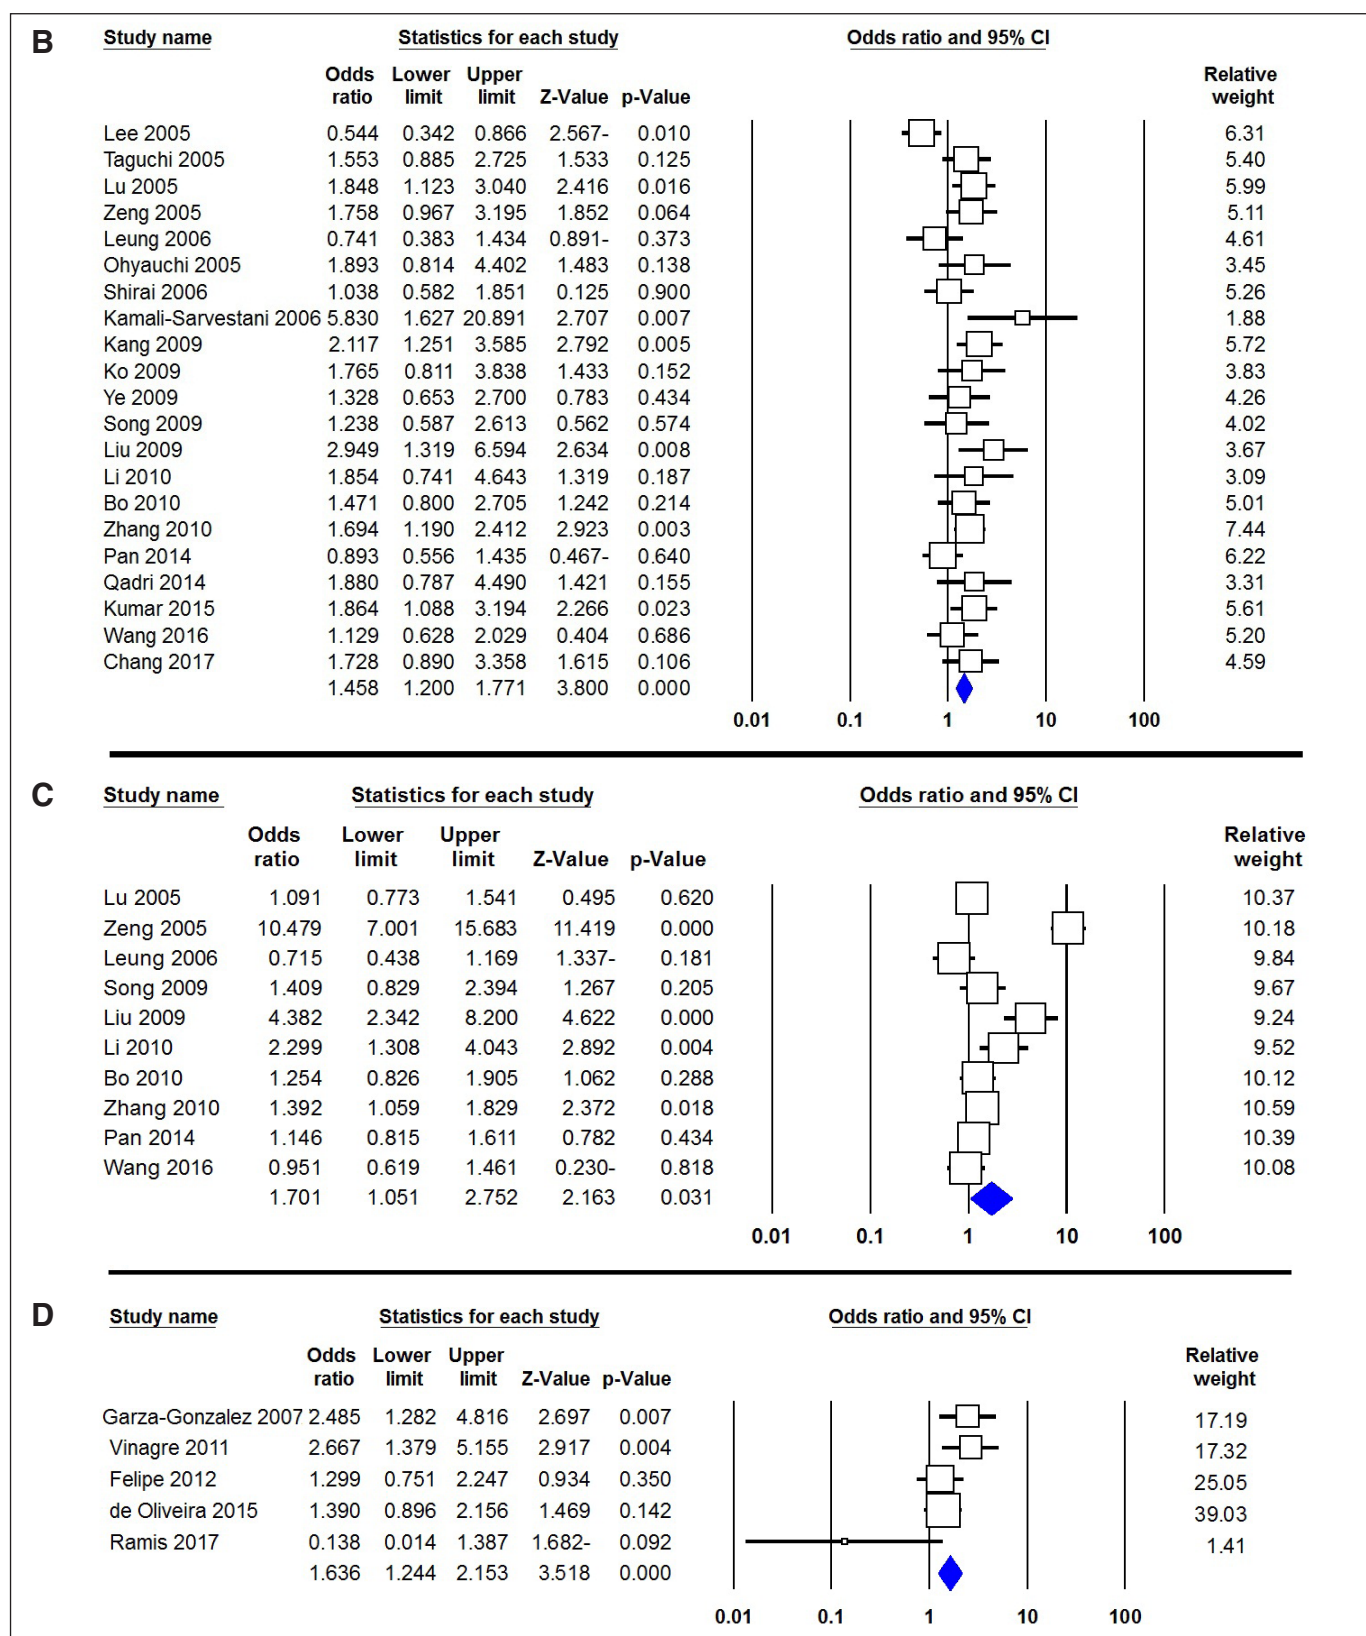 B
Study name Statistics for each study Odds ratio and 95% CI
Odds Lower Upper Relative
ratio limit limit Z-Value p-Value weight
Lee 2005 0.544 0.342 0.866 2.567- 0.010 6.31
Taguchi 2005 1.553 0.885 2.725 1.533 0.125 5.40
Lu 2005 1.848 1.123 3.040 2.416 0.016 5.99
Zeng 2005 1.758 0.967 3.195 1.852 0.064 5.11
Leung 2006 0.741 0.383 1.434 0.891- 0.373 4.61
Ohyauchi 2005 1.893 0.814 4.402 1.483 0.138 3.45
Shirai 2006 1.038 0.582 1.851 0.125 0.900 5.26
Kamali-Sarvestani 2006 5.830 1.627 20.891 2.707 0.007 1.88
Kang 2009 2.117 1.251 3.585 2.792 0.005 5.72
Ko 2009 1.765 0.811 3.838 1.433 0.152 3.83
Ye 2009 1.328 0.653 2.700 0.783 0.434 4.26
Song 2009 1.238 0.587 2.613 0.562 0.574 4.02
Liu 2009 2.949 1.319 6.594 2.634 0.008 3.67
Li 2010 1.854 0.741 4.643 1.319 0.187 3.09
Bo 2010 1.471 0.800 2.705 1.242 0.214 5.01
Zhang 2010 1.694 1.190 2.412 2.923 0.003 7.44
Pan 2014 0.893 0.556 1.435 0.467- 0.640 6.22
Qadri 2014 1.880 0.787 4.490 1.421 0.155 3.31
Kumar 2015 1.864 1.088 3.194 2.266 0.023 5.61
Wang 2016 1.129 0.628 2.029 0.404 0.686 5.20
Chang 2017 1.728 0.890 3.358 1.615 0.106 4.59
1.458 1.200 1.771 3.800 0.000
0.01 0.1 1 10 100
C
Study name Statistics for each study Odds ratio and 95% CI
Odds Lower Upper Relative
ratio limit limit Z-Value p-Value weight
Lu 2005 1.091 0.773 1.541 0.495 0.620 10.37
Zeng 2005 10.479 7.001 15.683 11.419 0.000 10.18
Leung 2006 0.715 0.438 1.169 1.337- 0.181 9.84
Song 2009 1.409 0.829 2.394 1.267 0.205 9.67
Liu 2009 4.382 2.342 8.200 4.622 0.000 9.24
Li 2010 2.299 1.308 4.043 2.892 0.004 9.52
Bo 2010 1.254 0.826 1.905 1.062 0.288 10.12
Zhang 2010 1.392 1.059 1.829 2.372 0.018 10.59
Pan 2014 1.146 0.815 1.611 0.782 0.434 10.39
Wang 2016 0.951 0.619 1.461 0.230- 0.818 10.08
1.701 1.051 2.752 2.163 0.031
0.01 0.1 1 10 100
D
Study name Statistics for each study Odds ratio and 95% CI
Odds Lower Upper Relative
ratio limit limit Z-Value p-Value weight
Garza-Gonzalez 2007 2.485 1.282 4.816 2.697 0.007 17.19
Vinagre 2011 2.667 1.379 5.155 2.917 0.004 17.32
Felipe 2012 1.299 0.751 2.247 0.934 0.350 25.05
de Oliveira 2015 1.390 0.896 2.156 1.469 0.142 39.03
Ramis 2017 0.138 0.014 1.387 1.682- 0.092 1.41
1.636 1.244 2.153 3.518 0.000
0.01 0.1 1 10 100